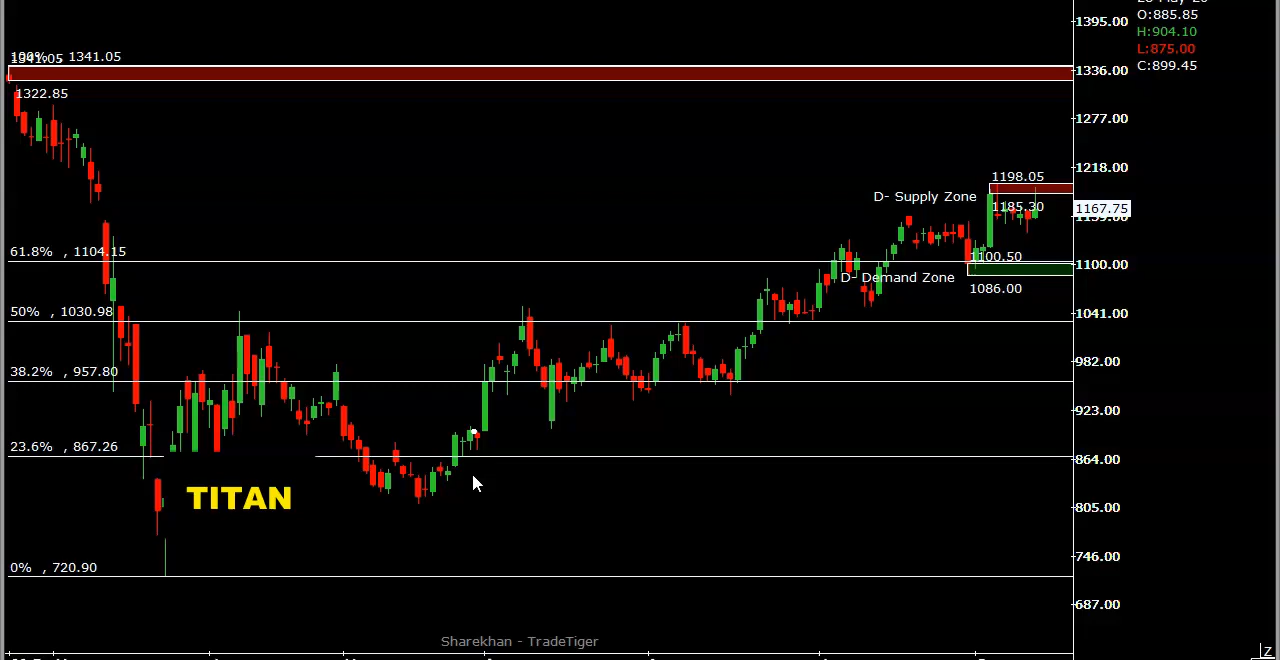 O:885.85
H:904.10
L:875.00
C:899.45
1395.00
1336.00
1277.00
1218.00
1167.75
1100.00
1041.00
982.00
923.00
864.00
805.00
746.00
687.00
1341.05
1322.85
1198.05
D- Supply Zone
1185.30
61.8% , 1104.15
1100.50
D- Demand Zone
1086.00
50% , 1030.98
38.2% , 957.80
23.6% , 867.26
TITAN
0% , 720.90
Sharekhan - TradeTiger
Z